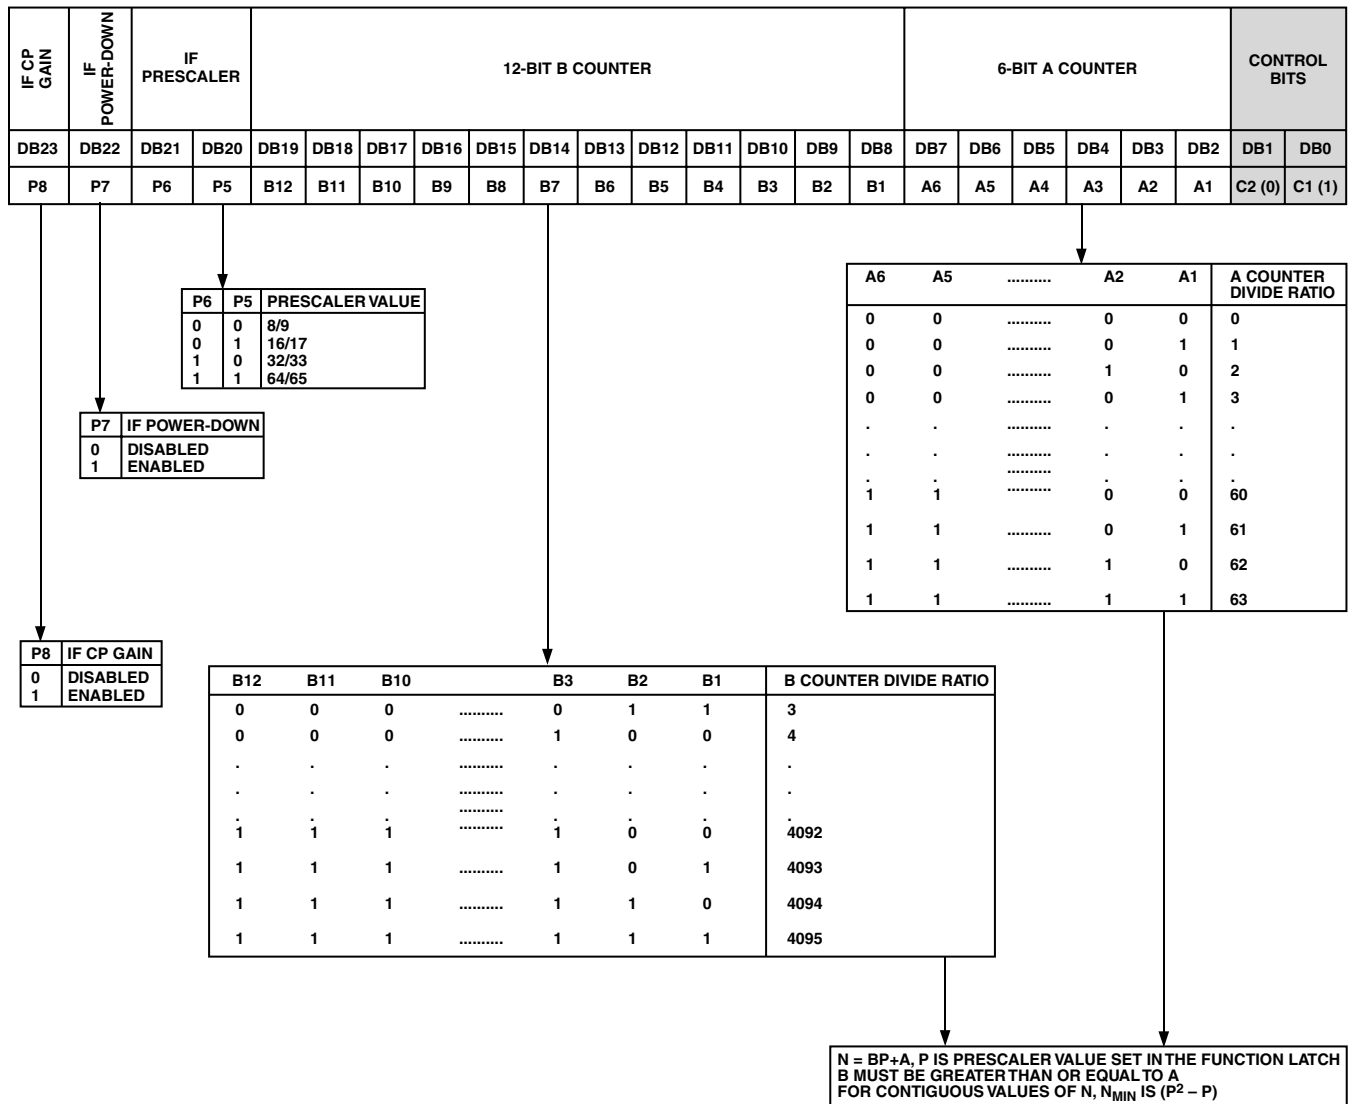 IF CP GAIN
IF POWER-DOWN
IF PRESCALER
12-BIT B COUNTER
6-BIT A COUNTER
CONTROL BITS
DB23 DB22 DB21 DB20 DB19 DB18 DB17 DB16 DB15 DB14 DB13 DB12 DB11 DB10 DB9 DB8 DB7 DB6 DB5 DB4 DB3 DB2 DB1 DB0
P8 P7 P6 P5 B12 B11 B10 B9 B8 B7 B6 B5 B4 B3 B2 B1 A6 A5 A4 A3 A2 A1 C2 (0) C1 (1)
P6 P5 PRESCALER VALUE
0 0 8/9
0 1 16/17
1 0 32/33
1 1 64/65
P7 IF POWER-DOWN
0 DISABLED
1 ENABLED
P8 IF CP GAIN
0 DISABLED
1 ENABLED
A6 A5 .......... A2 A1 A COUNTER DIVIDE RATIO
0 0 .......... 0 0 0
0 0 .......... 0 1 1
0 0 .......... 1 0 2
0 0 .......... 0 1 3
. . .......... . . .
. . .......... . . .
..........
. . . . .
1 1 .......... 0 0 60
1 1 .......... 0 1 61
1 1 .......... 1 0 62
1 1 .......... 1 1 63
B12 B11 B10 B3 B2 B1 B COUNTER DIVIDE RATIO
0 0 0 .......... 0 1 1 3
0 0 0 .......... 1 0 0 4
. . . .......... . . . .
. . . .......... . . . .
..........
. . . . . . .
1 1 1 .......... 1 0 0 4092
1 1 1 .......... 1 0 1 4093
1 1 1 .......... 1 1 0 4094
1 1 1 .......... 1 1 1 4095
N = BP+A, P IS PRESCALER VALUE SET IN THE FUNCTION LATCH
B MUST BE GREATER THAN OR EQUAL TO A
FOR CONTIGUOUS VALUES OF N, N_MIN IS (P² – P)